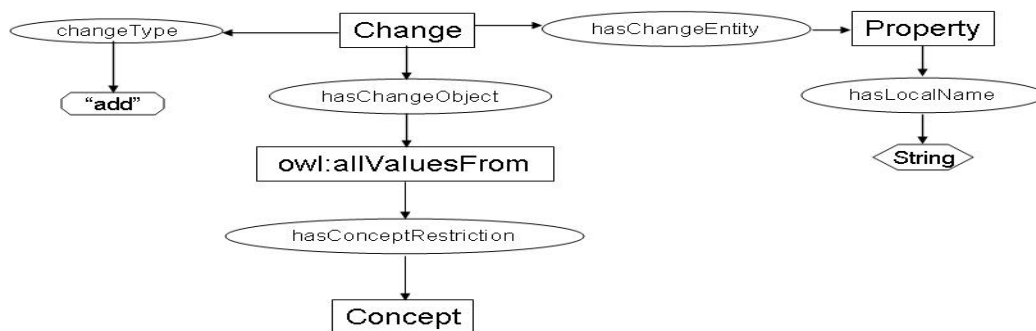 changeType
Change
hasChangeEntity
Property
“add”
hasChangeObject
hasLocalName
owl:allValuesFrom
String
hasConceptRestriction
Concept